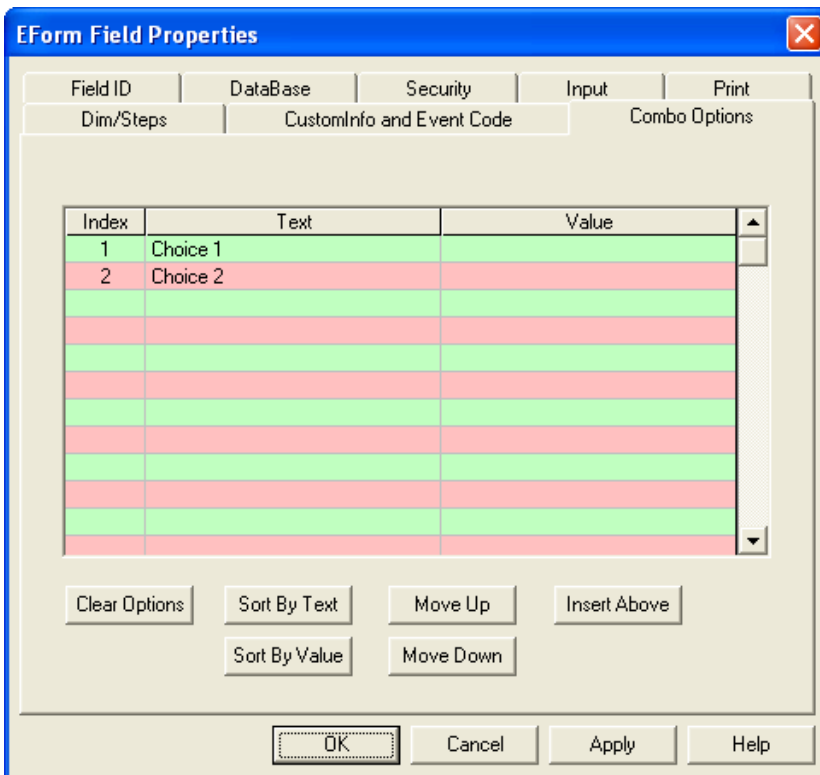 EForm Field Properties
Field ID DataBase Security Input Print
Dim/Steps CustomInfo and Event Code Combo Options
Index Text Value
1 Choice 1
2 Choice 2
Clear Options Sort By Text Move Up Insert Above
Sort By Value Move Down
OK Cancel Apply Help